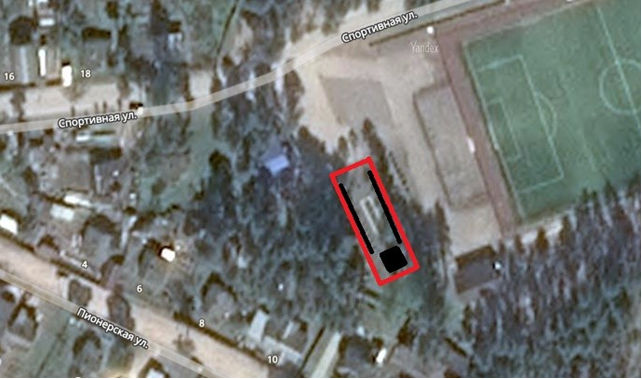 Спортивная ул.
Yandex
16
18
Спортивная ул.
4
6
8
Пионерская ул.
10